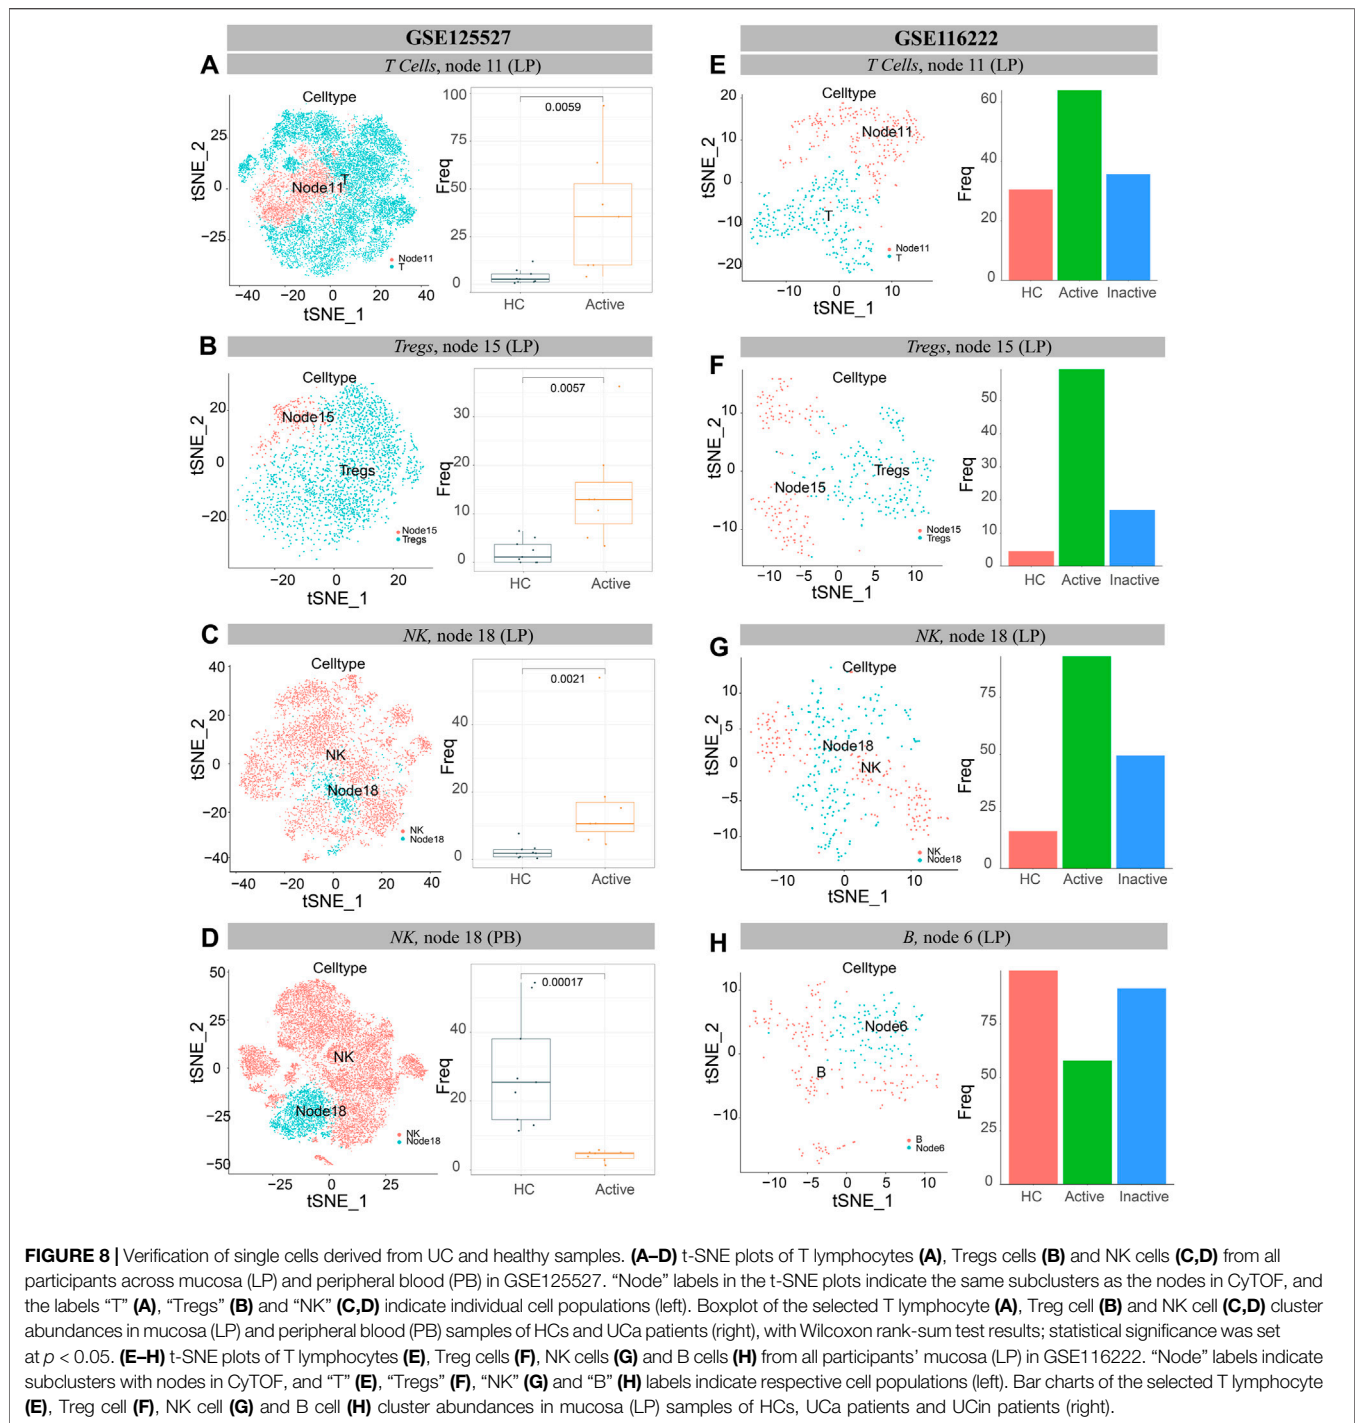 GSE125527
A
T Cells, node 11 (LP)
Celltype
tSNE_2
25
0
−25
Node11
T
Node11
T
−40 −20 0 20 40
tSNE_1
Freq
100
75
50
25
0
0.0059
HC Active
B
Tregs, node 15 (LP)
Celltype
tSNE_2
20
0
−20
Node15
Tregs
Node15
Tregs
−20 0 20
tSNE_1
Freq
30
20
10
0
0.0057
HC Active
C
NK, node 18 (LP)
Celltype
tSNE_2
40
20
0
−20
−40
NK
Node18
NK
Node18
−40 −20 0 20 40
tSNE_1
Freq
40
20
0
0.0021
HC Active
D
NK, node 18 (PB)
Celltype
tSNE_2
50
25
0
−25
−50
NK
Node18
NK
Node18
−25 0 25
tSNE_1
Freq
40
20
0
0.00017
HC Active
GSE116222
E
T Cells, node 11 (LP)
Celltype
tSNE_2
20
10
0
−10
−20
Node11
T
Node11
T
−10 0 10
tSNE_1
Freq
60
40
20
0
HC Active Inactive
F
Tregs, node 15 (LP)
Celltype
tSNE_2
10
0
−10
Node15
Tregs
Node15
Tregs
−10 −5 0 5 10
tSNE_1
Freq
50
40
30
20
10
0
HC Active Inactive
G
NK, node 18 (LP)
Celltype
tSNE_2
10
5
0
−5
−10
Node18
NK
NK
Node18
−10 0 10
tSNE_1
Freq
75
50
25
0
HC Active Inactive
H
B, node 6 (LP)
Celltype
tSNE_2
10
0
−10
Node6
B
B
Node6
−10 −5 0 5 10
tSNE_1
Freq
75
50
25
0
HC Active Inactive
FIGURE 8 | Verification of single cells derived from UC and healthy samples. (A–D) t-SNE plots of T lymphocytes (A), Tregs cells (B) and NK cells (C,D) from all
participants across mucosa (LP) and peripheral blood (PB) in GSE125527. “Node” labels in the t-SNE plots indicate the same subclusters as the nodes in CyTOF, and
the labels “T” (A), “Tregs” (B) and “NK” (C,D) indicate individual cell populations (left). Boxplot of the selected T lymphocyte (A), Treg cell (B) and NK cell (C,D) cluster
abundances in mucosa (LP) and peripheral blood (PB) samples of HCs and UCa patients (right), with Wilcoxon rank-sum test results; statistical significance was set
at p < 0.05. (E–H) t-SNE plots of T lymphocytes (E), Treg cells (F), NK cells (G) and B cells (H) from all participants’ mucosa (LP) in GSE116222. “Node” labels indicate
subclusters with nodes in CyTOF, and “T” (E), “Tregs” (F), “NK” (G) and “B” (H) labels indicate respective cell populations (left). Bar charts of the selected T lymphocyte
(E), Treg cell (F), NK cell (G) and B cell (H) cluster abundances in mucosa (LP) samples of HCs, UCa patients and UCin patients (right).